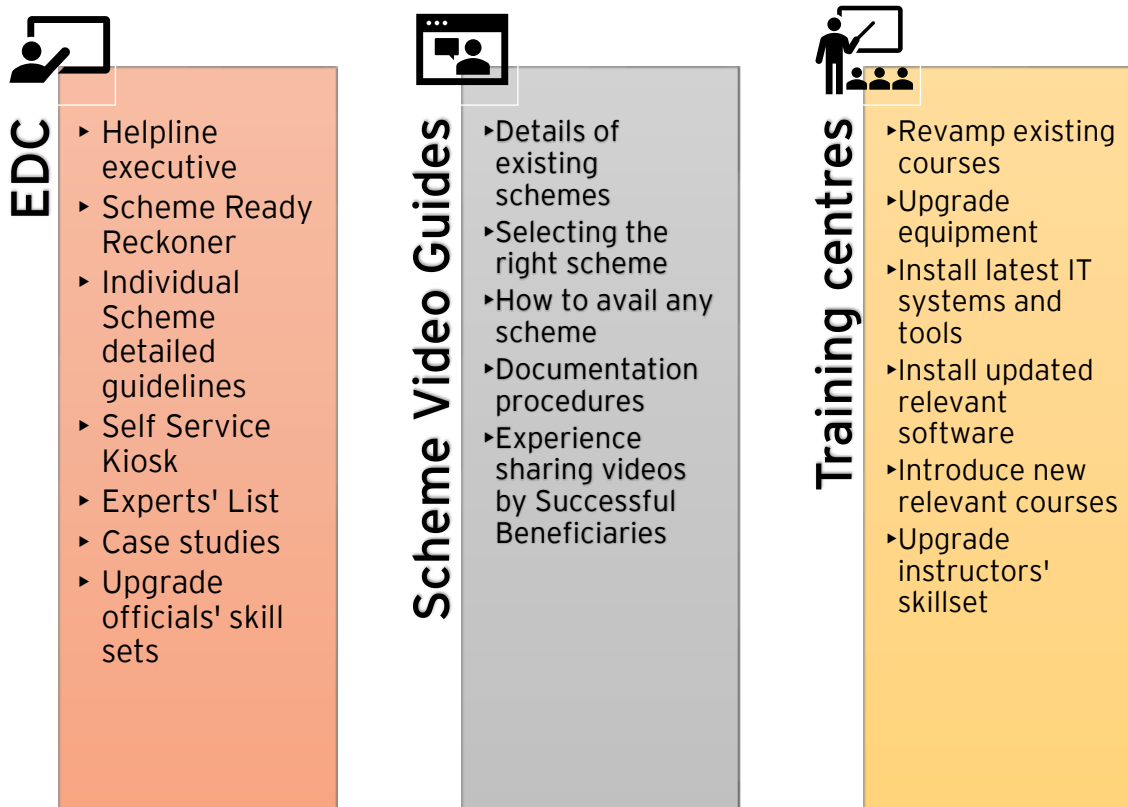 EDC
▸ Helpline
executive
▸ Scheme Ready
Reckoner
▸ Individual
Scheme
detailed
guidelines
▸ Self Service
Kiosk
▸ Experts' List
▸ Case studies
▸ Upgrade
officials' skill
sets
Scheme Video Guides
▸Details of
existing
schemes
▸Selecting the
right scheme
▸How to avail any
scheme
▸Documentation
procedures
▸Experience
sharing videos
by Successful
Beneficiaries
Training centres
▸Revamp existing
courses
▸Upgrade
equipment
▸Install latest IT
systems and
tools
▸Install updated
relevant
software
▸Introduce new
relevant courses
▸Upgrade
instructors'
skillset